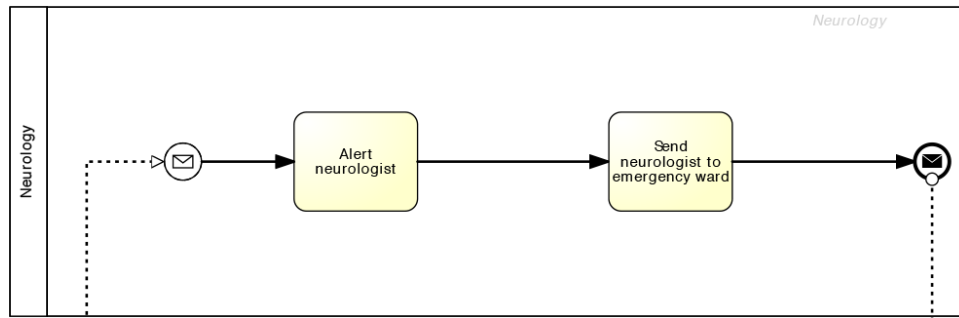 Neurology
Neurology
Alert
neurologist
Send
neurologist to
emergency ward